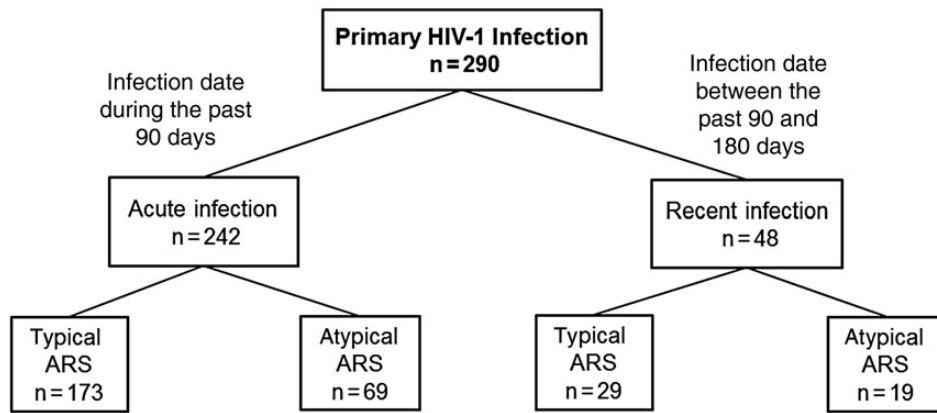 Primary HIV-1 Infection
n=290
Infection date
during the past
90 days
Infection date
between the
past 90 and
180 days
Acute infection
n=242
Recent infection
n=48
Typical
ARS
n=173
Atypical
ARS
n=69
Typical
ARS
n=29
Atypical
ARS
n=19